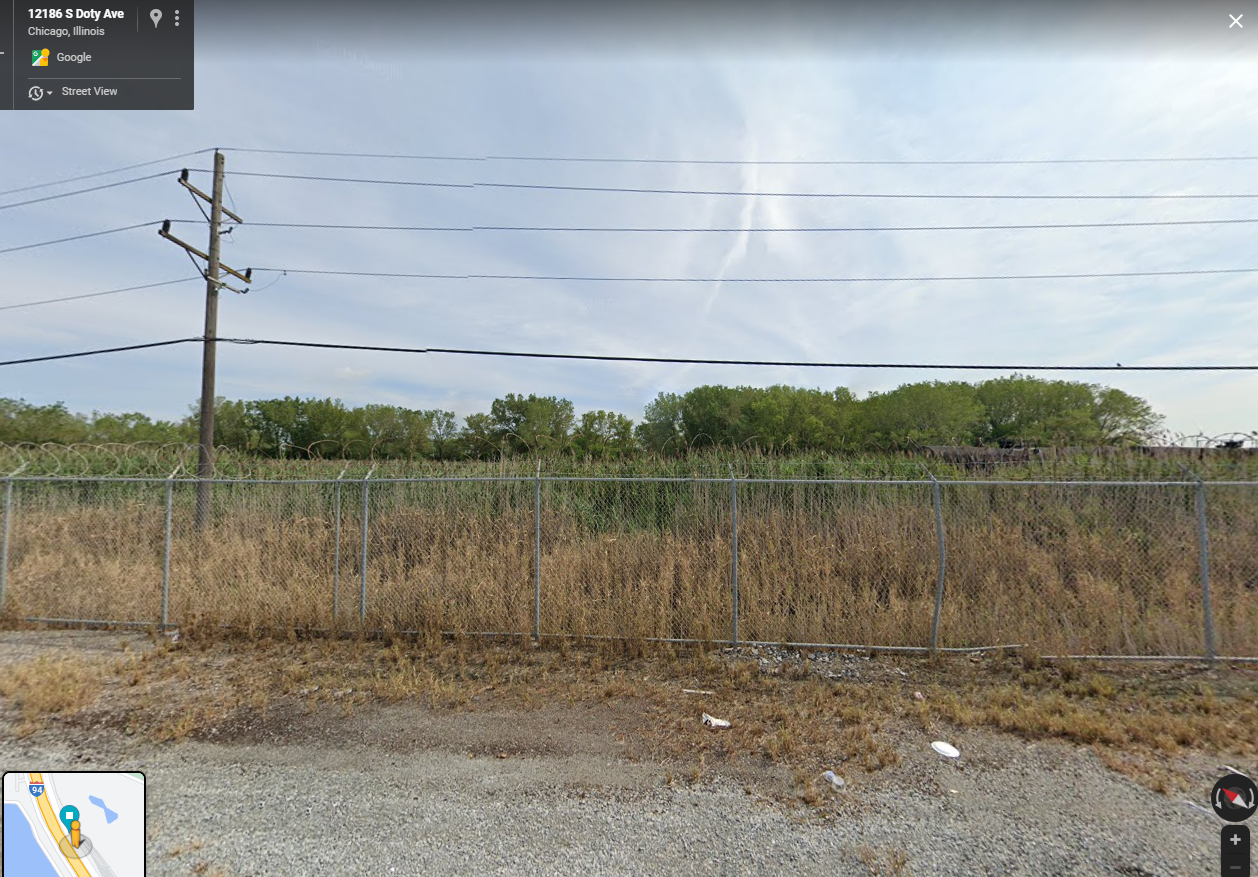 12186 S Doty Ave
Chicago, Illinois
Google
Street View
94